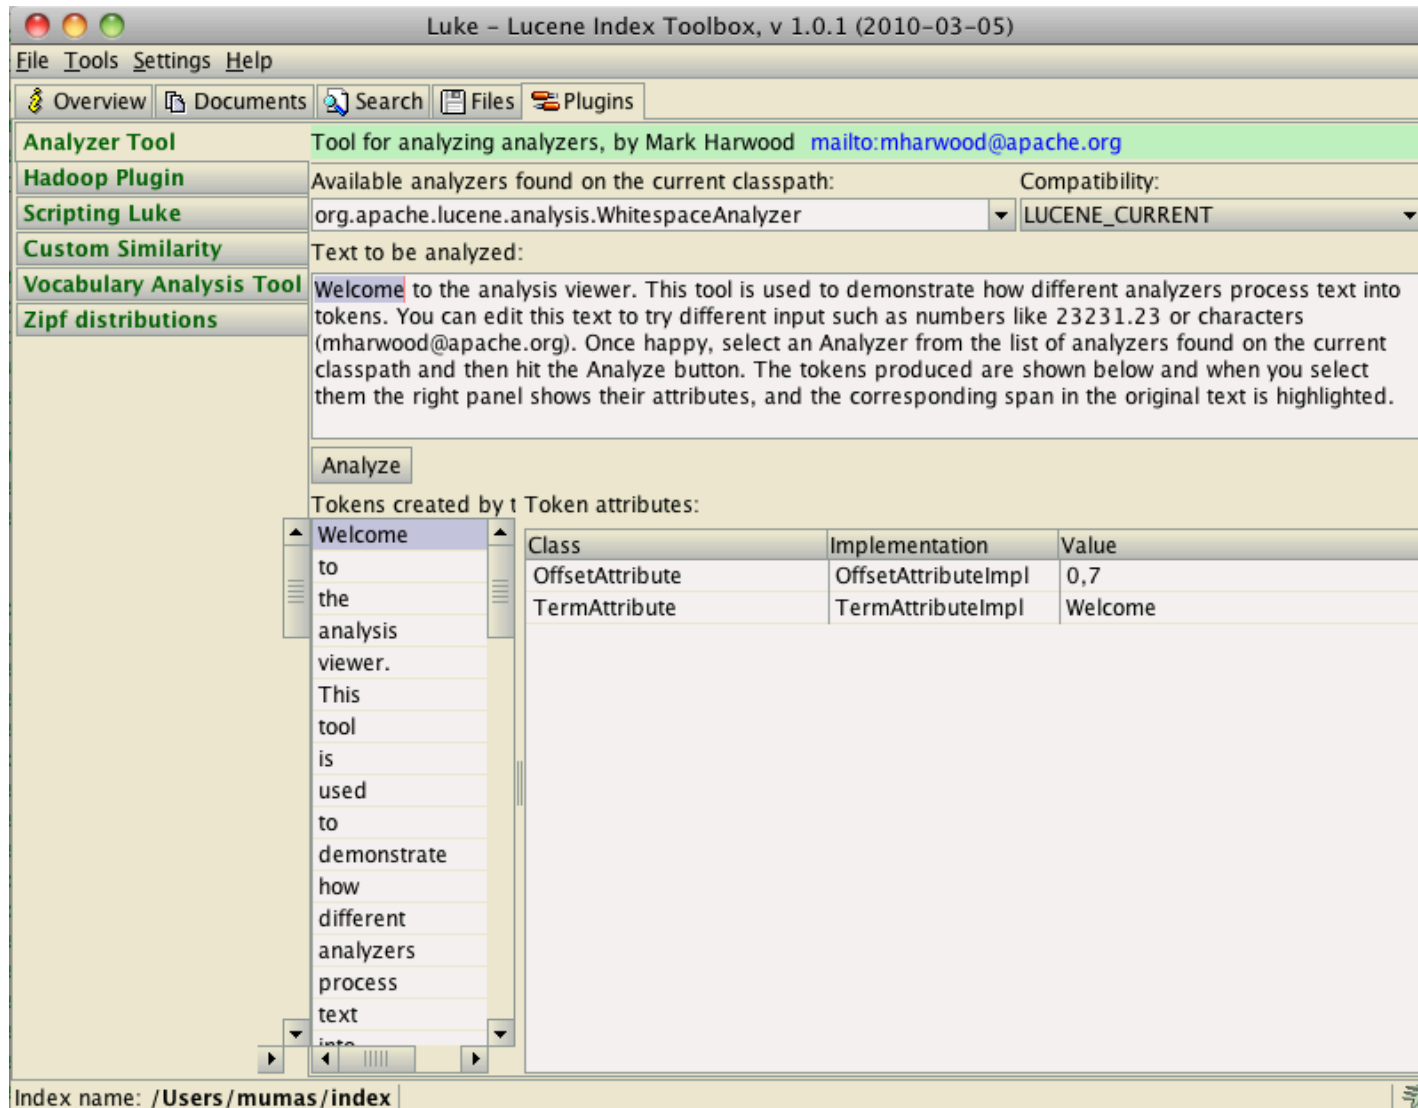 Luke – Lucene Index Toolbox, v 1.0.1 (2010-03-05)
File Tools Settings Help
Overview Documents Search Files Plugins
Analyzer Tool
Hadoop Plugin
Scripting Luke
Custom Similarity
Vocabulary Analysis Tool
Zipf distributions
Tool for analyzing analyzers, by Mark Harwood mailto:mharwood@apache.org
Available analyzers found on the current classpath: Compatibility:
org.apache.lucene.analysis.WhitespaceAnalyzer LUCENE_CURRENT
Text to be analyzed:
Welcome to the analysis viewer. This tool is used to demonstrate how different analyzers process text into
tokens. You can edit this text to try different input such as numbers like 23231.23 or characters
(mharwood@apache.org). Once happy, select an Analyzer from the list of analyzers found on the current
classpath and then hit the Analyze button. The tokens produced are shown below and when you select
them the right panel shows their attributes, and the corresponding span in the original text is highlighted.
Analyze
Tokens created by t
Welcome
to
the
analysis
viewer.
This
tool
is
used
to
demonstrate
how
different
analyzers
process
text
into
Token attributes:
Class Implementation Value
OffsetAttribute OffsetAttributeImpl 0,7
TermAttribute TermAttributeImpl Welcome
Index name: /Users/mumas/index